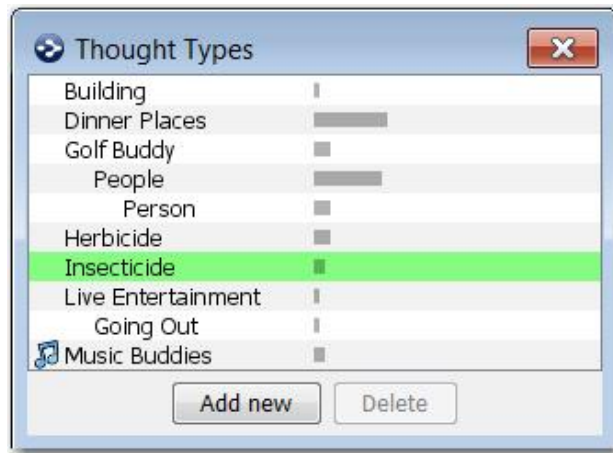 Thought Types
Building
Dinner Places
Golf Buddy
People
Person
Herbicide
Insecticide
Live Entertainment
Going Out
Music Buddies
Add new
Delete